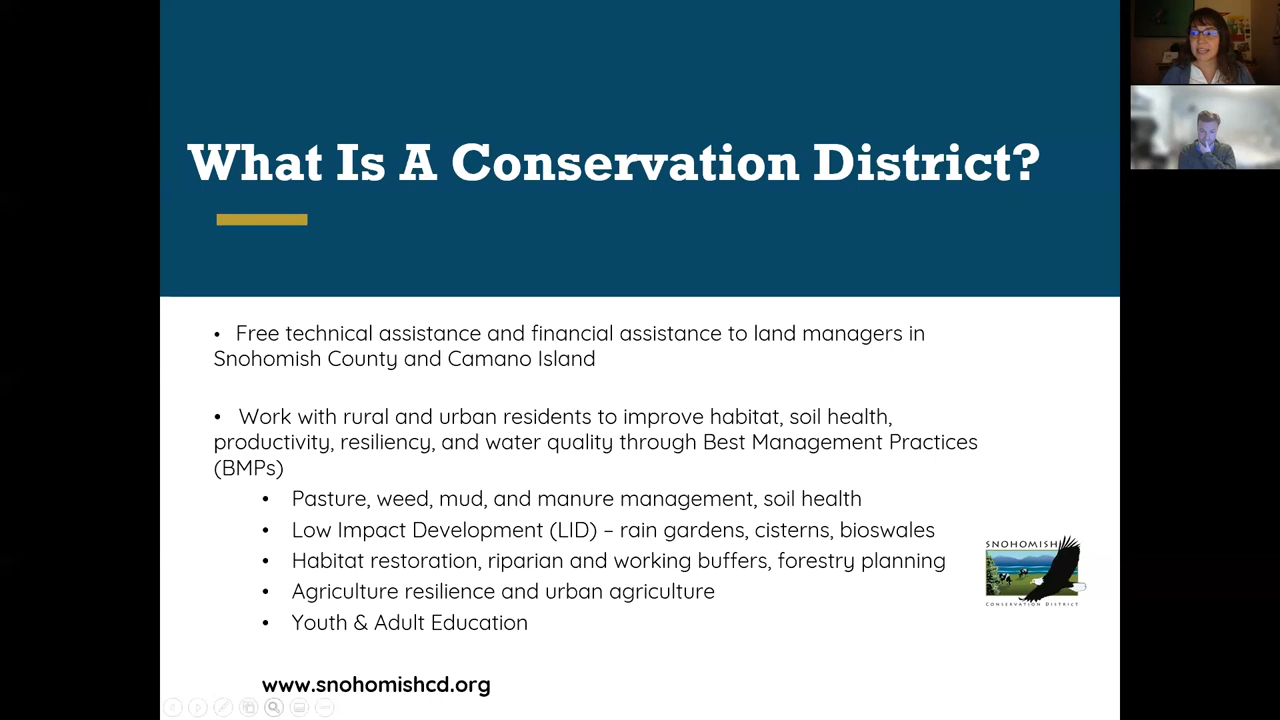 What Is A Conservation District?
• Free technical assistance and financial assistance to land managers in
Snohomish County and Camano Island
• Work with rural and urban residents to improve habitat, soil health,
productivity, resiliency, and water quality through Best Management Practices
(BMPs)
• Pasture, weed, mud, and manure management, soil health
• Low Impact Development (LID) – rain gardens, cisterns, bioswales
• Habitat restoration, riparian and working buffers, forestry planning
• Agriculture resilience and urban agriculture
• Youth & Adult Education
SNOHOMISH
CONSERVATION DISTRICT
www.snohomishcd.org